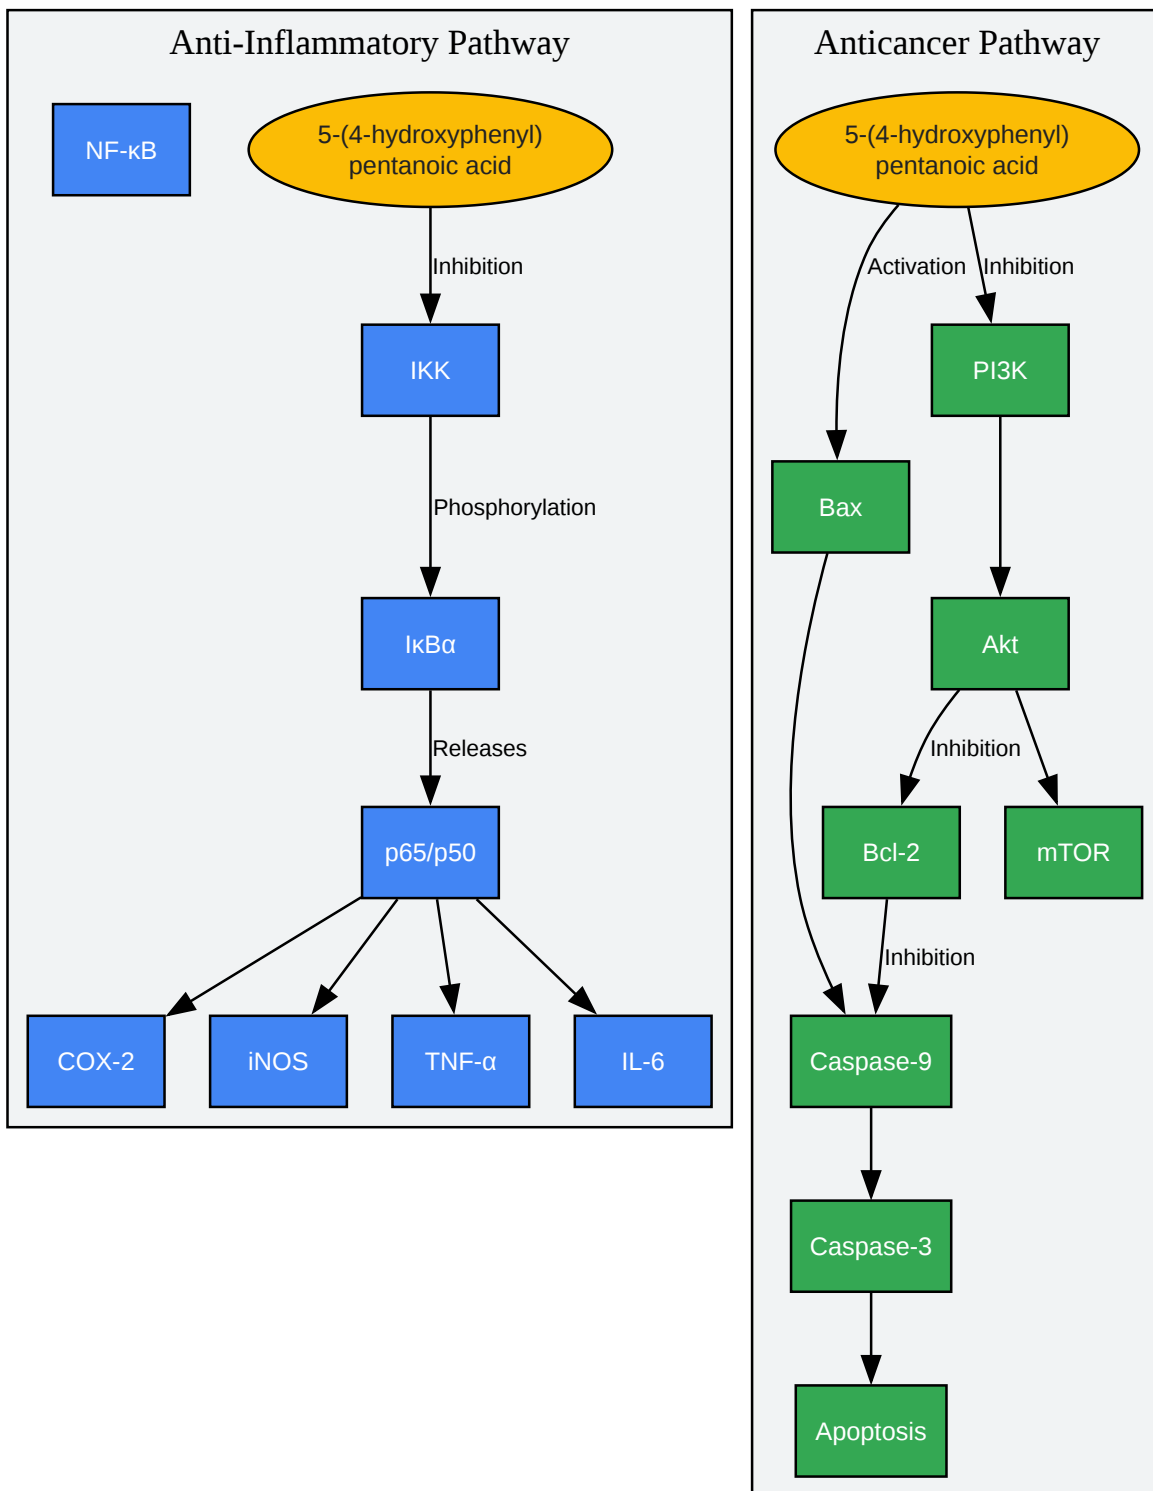 Anti-Inflammatory Pathway
NF-κB
5-(4-hydroxyphenyl)
pentanoic acid
Inhibition
IKK
Phosphorylation
IκBα
Releases
p65/p50
COX-2
iNOS
TNF-α
IL-6
Anticancer Pathway
5-(4-hydroxyphenyl)
pentanoic acid
Activation
Inhibition
PI3K
Bax
Akt
Inhibition
Bcl-2
mTOR
Inhibition
Caspase-9
Caspase-3
Apoptosis